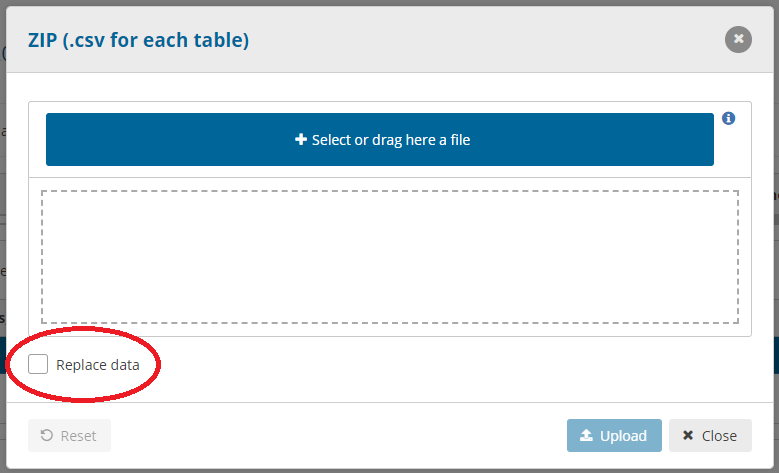 ZIP (.csv for each table)
Select or drag here a file
Replace data
Reset
Upload
Close